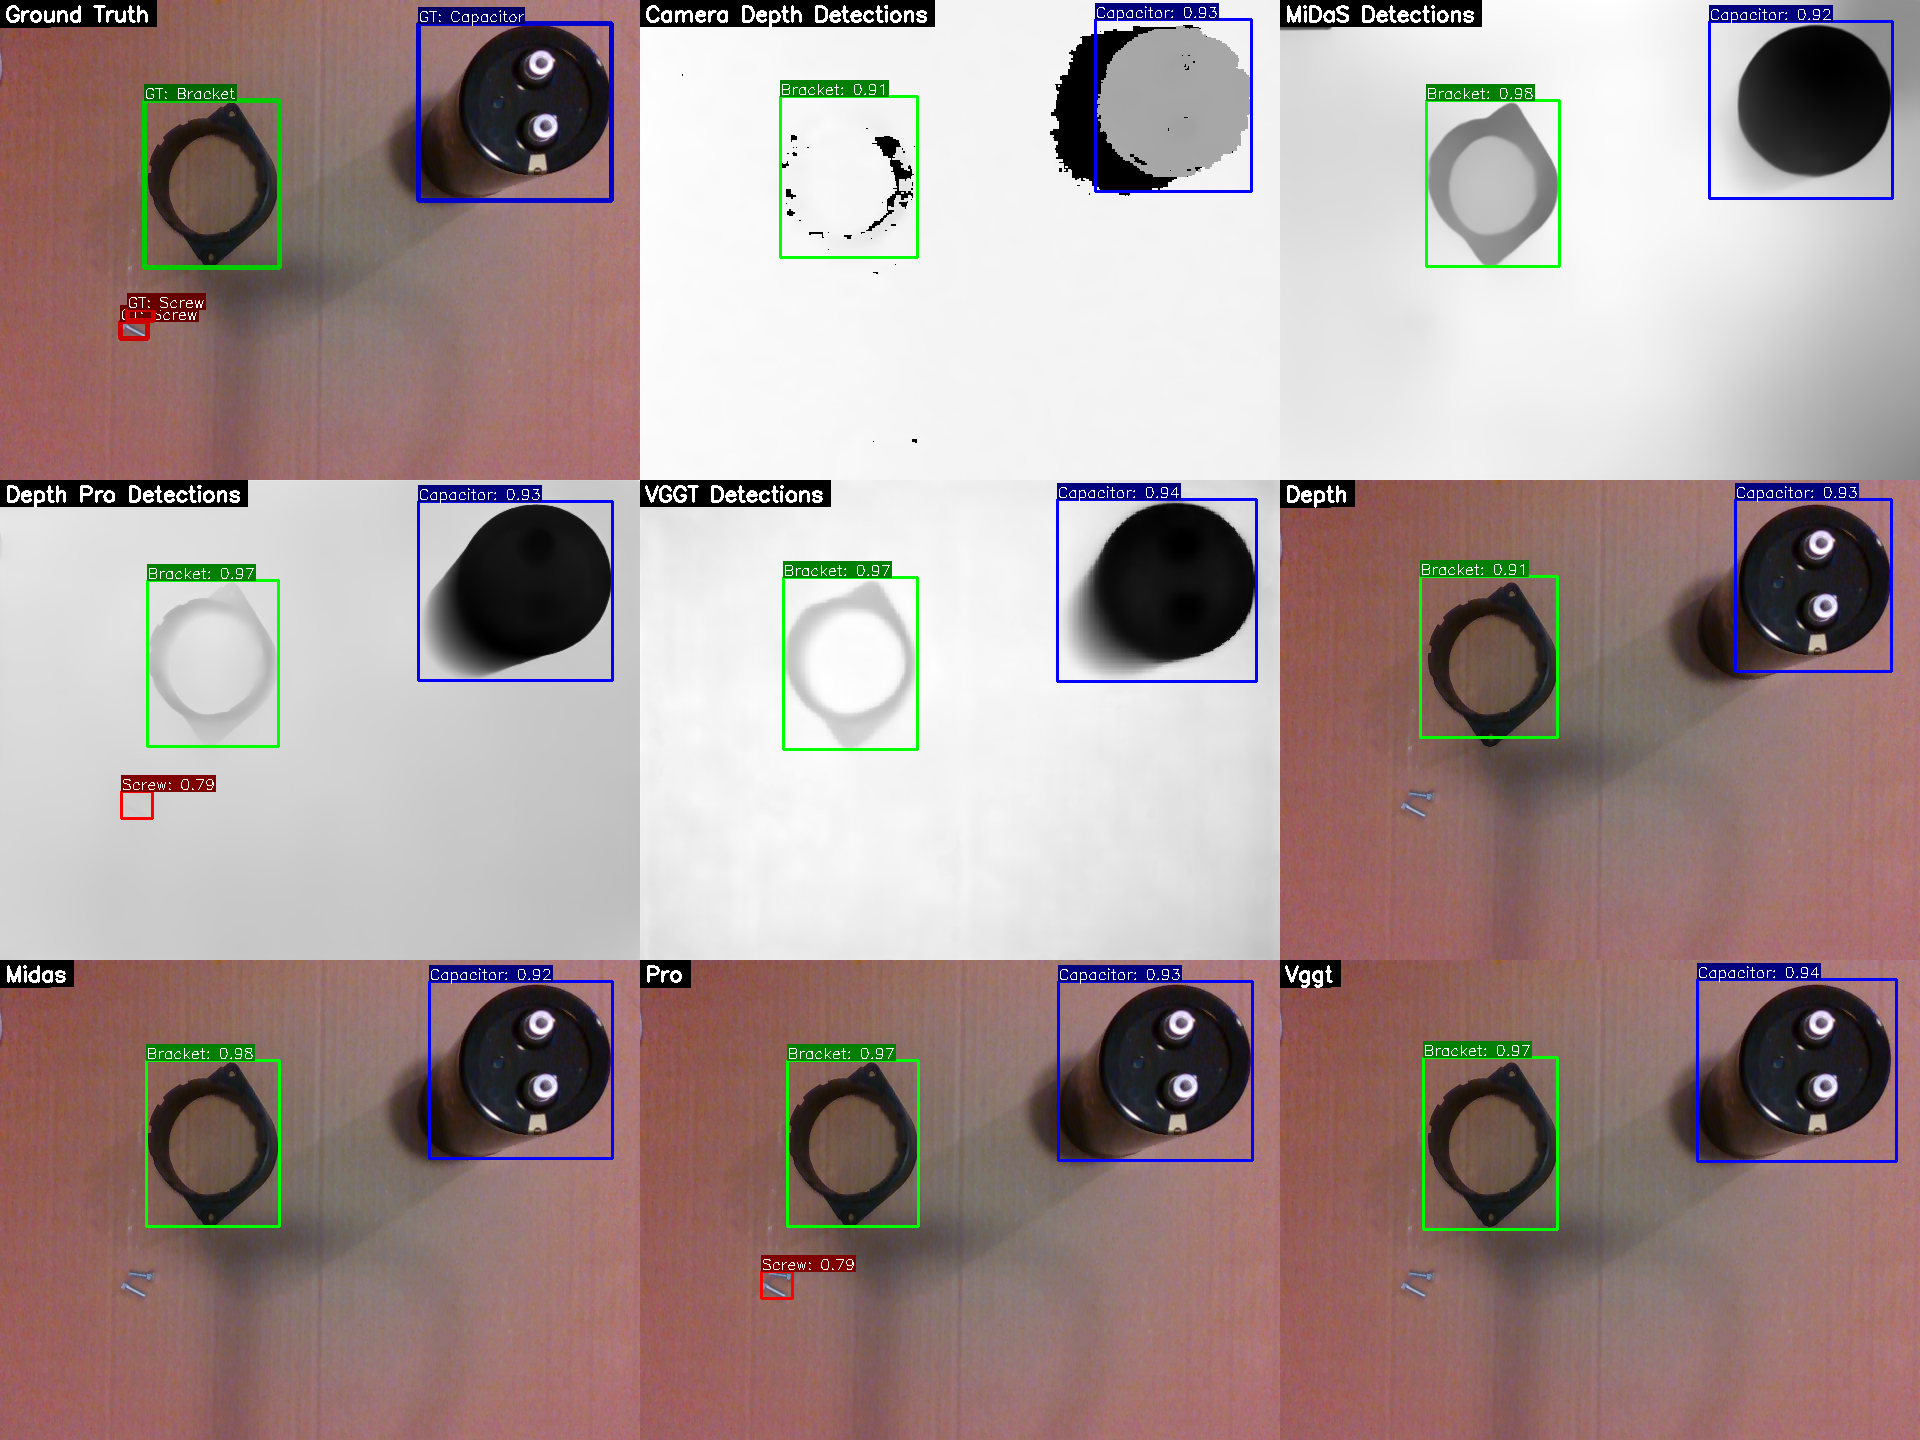 Ground Truth
GT: Capacitor
GT: Bracket
GT: Screw
GT: Screw
Camera Depth Detections
Capacitor: 0.93
Bracket: 0.91
MiDaS Detections
Capacitor: 0.92
Bracket: 0.98
Depth Pro Detections
Capacitor: 0.93
Bracket: 0.97
Screw: 0.79
VGGT Detections
Capacitor: 0.94
Bracket: 0.97
Depth
Capacitor: 0.93
Bracket: 0.91
Midas
Capacitor: 0.92
Bracket: 0.98
Pro
Capacitor: 0.93
Bracket: 0.97
Screw: 0.79
Vggt
Capacitor: 0.94
Bracket: 0.97